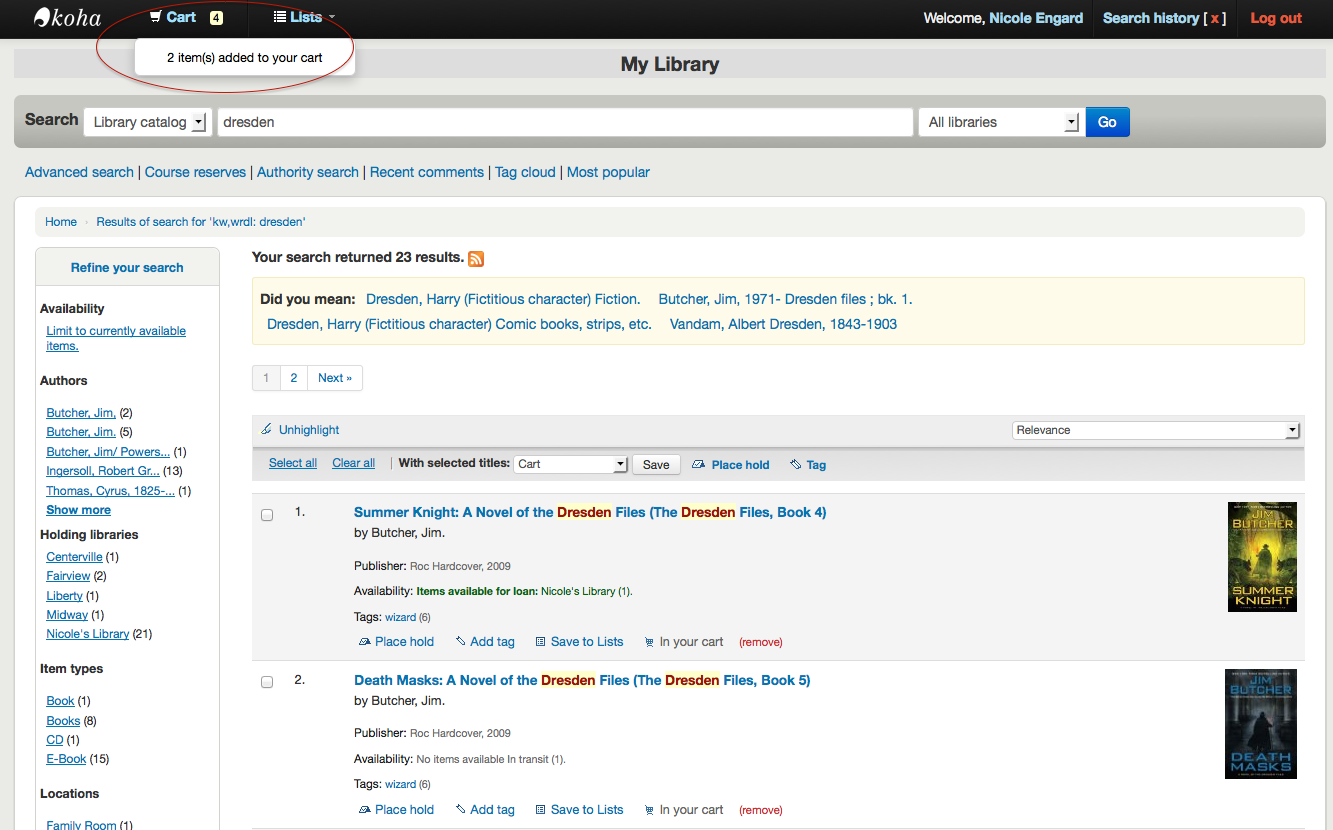 koha Cart 4 Lists Welcome, Nicole Engard Search history [ x ] Log out
2 item(s) added to your cart
My Library
Search Library catalog dresden All libraries Go
Advanced search | Course reserves | Authority search | Recent comments | Tag cloud | Most popular
Home Results of search for 'kw,wrdl: dresden'
Refine your search
Availability
Limit to currently available
items.
Authors
Butcher, Jim, (2)
Butcher, Jim. (5)
Butcher, Jim/ Powers... (1)
Ingersoll, Robert Gr... (13)
Thomas, Cyrus, 1825-... (1)
Show more
Holding libraries
Centerville (1)
Fairview (2)
Liberty (1)
Midway (1)
Nicole's Library (21)
Item types
Book (1)
Books (8)
CD (1)
E-Book (15)
Locations
Family Room (1)
Your search returned 23 results.
Did you mean: Dresden, Harry (Fictitious character) Fiction. Butcher, Jim, 1971- Dresden files ; bk. 1.
Dresden, Harry (Fictitious character) Comic books, strips, etc. Vandam, Albert Dresden, 1843-1903
1 2 Next »
Unhighlight Relevance
Select all Clear all | With selected titles: Cart Save Place hold Tag
1. Summer Knight: A Novel of the Dresden Files (The Dresden Files, Book 4)
by Butcher, Jim.
Publisher: Roc Hardcover, 2009
Availability: Items available for loan: Nicole's Library (1).
Tags: wizard (6)
Place hold Add tag Save to Lists In your cart (remove)
JIM
BUTCHER
SUMMER
KNIGHT
2. Death Masks: A Novel of the Dresden Files (The Dresden Files, Book 5)
by Butcher, Jim.
Publisher: Roc Hardcover, 2009
Availability: No items available In transit (1).
Tags: wizard (6)
Place hold Add tag Save to Lists In your cart (remove)
JIM
BUTCHER
DEATH
MASKS